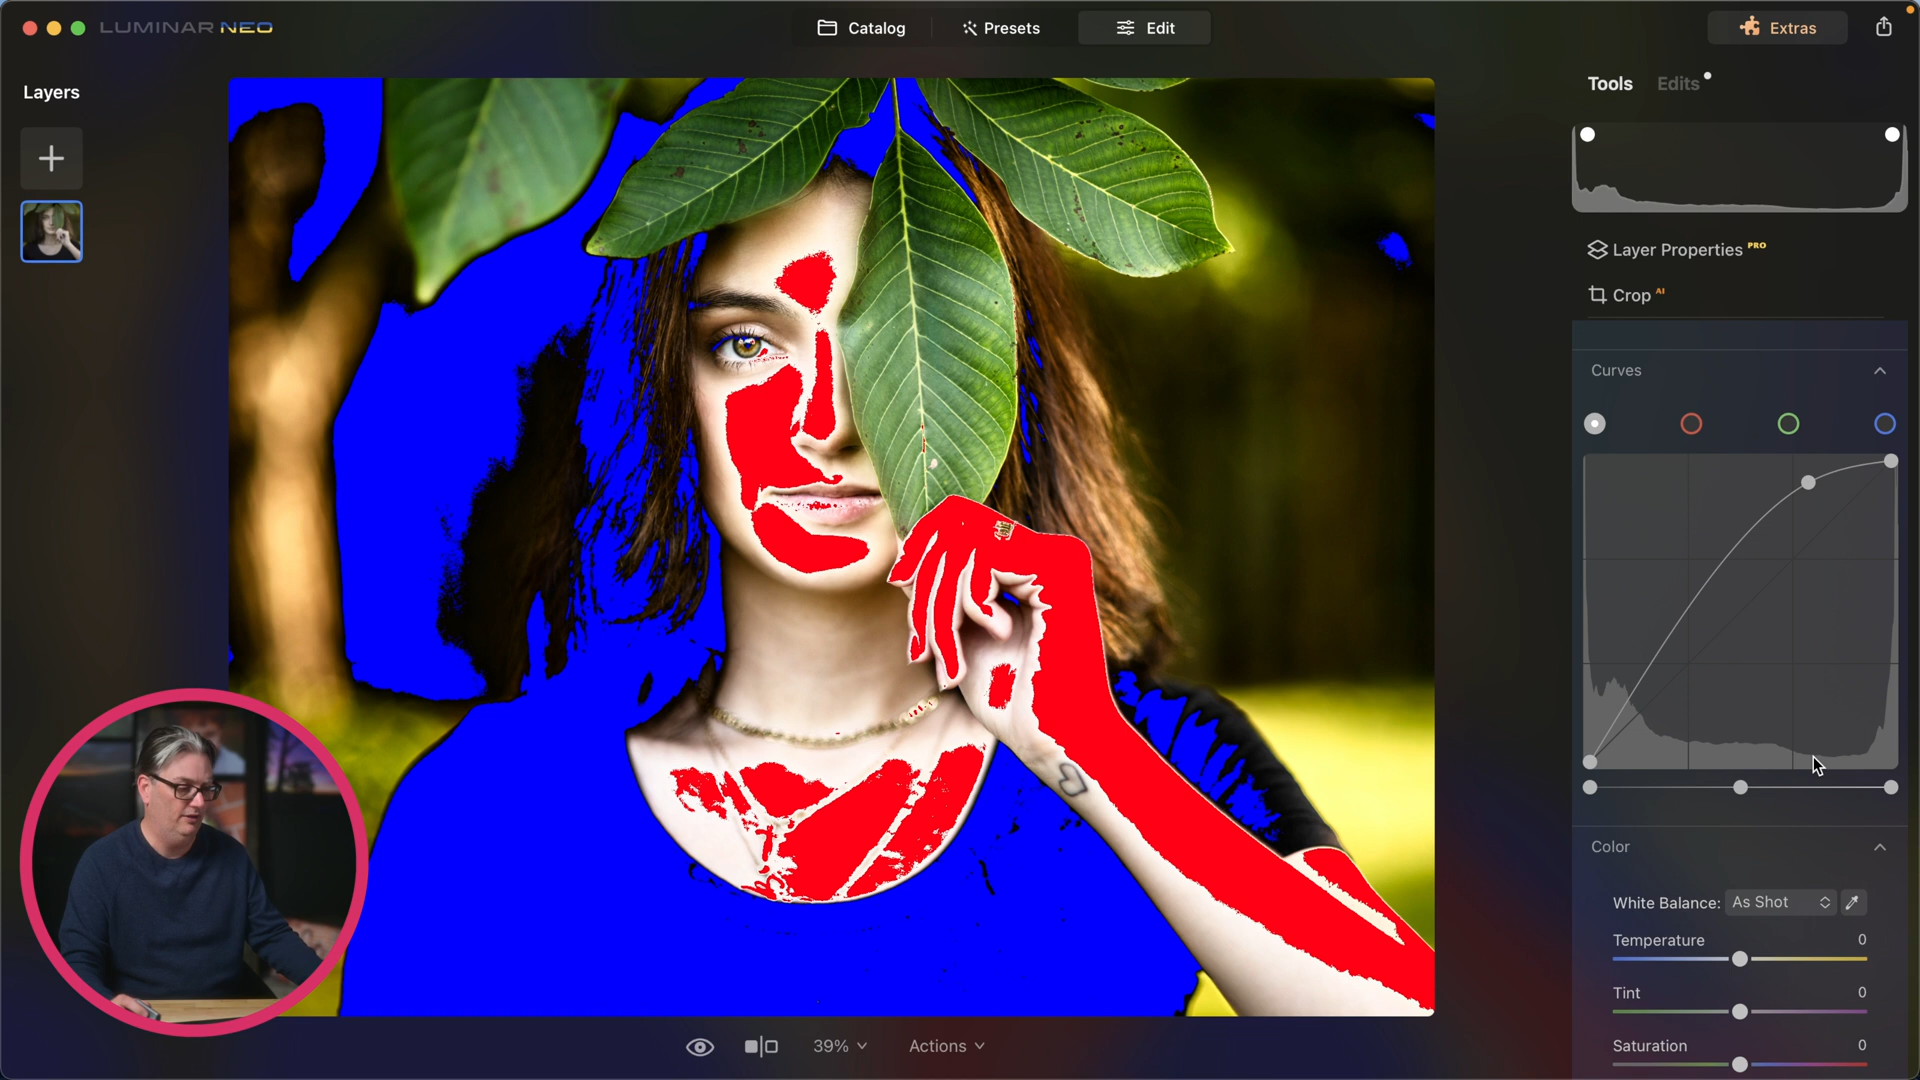 LUMINAR NEO
Catalog
Presets
Edit
Extras
Layers
Tools
Edits
Layer Properties PRO
Crop AI
Curves
Color
White Balance: As Shot
Temperature 0
Tint 0
Saturation 0
39%
Actions